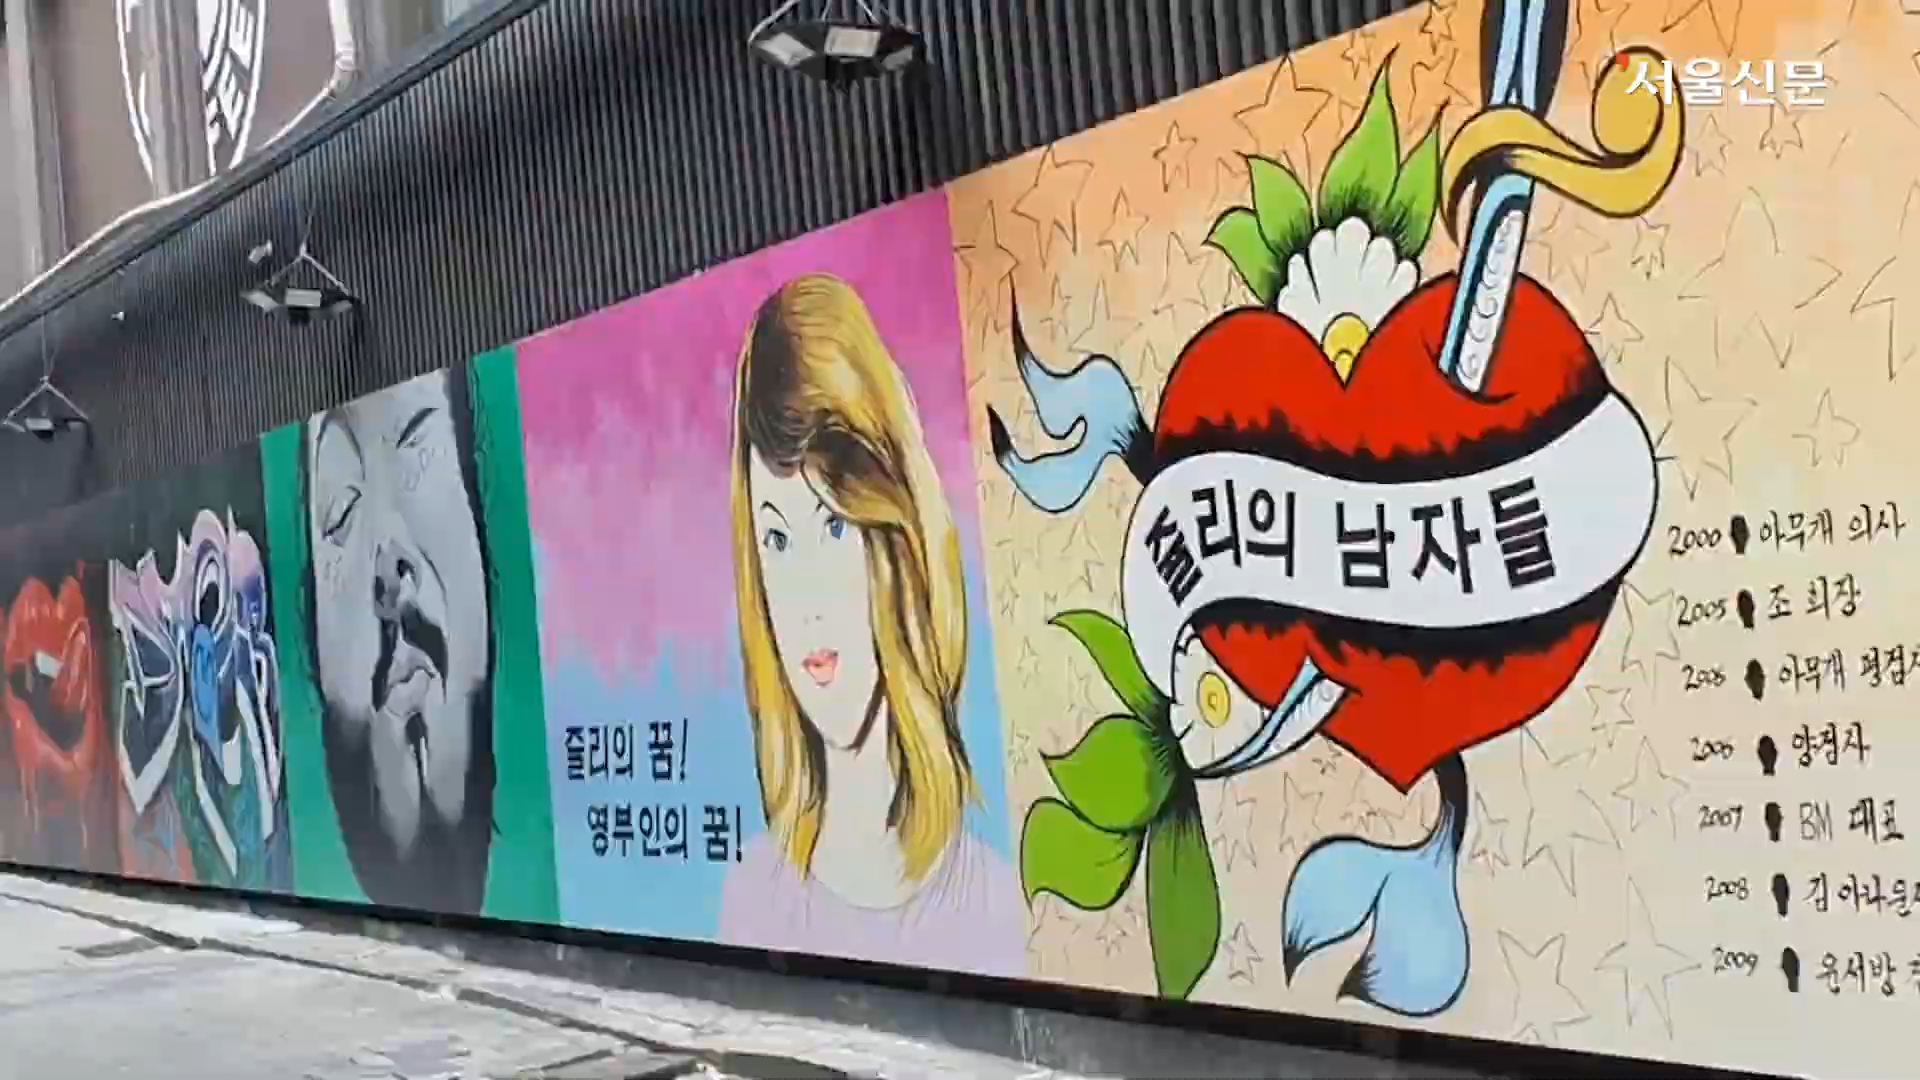 서울신문
쥴리의 꿈!
영부인의 꿈!
쥴리의 남자들
2000 아무개 의사
2005 조 회장
2006 아무개 평검사
2006 양검사
2007 BM 대표
2008 김 아나운서
2009 윤서방